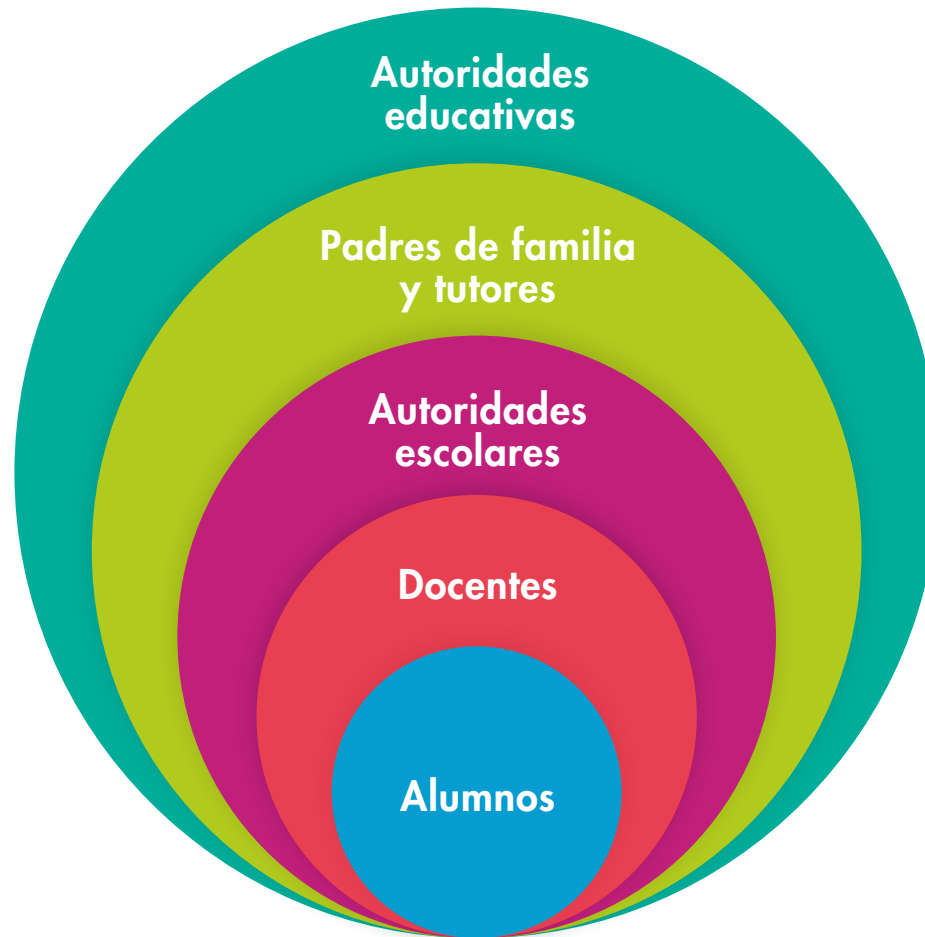 Autoridades
educativas
Padres de familia
y tutores
Autoridades
escolares
Docentes
Alumnos